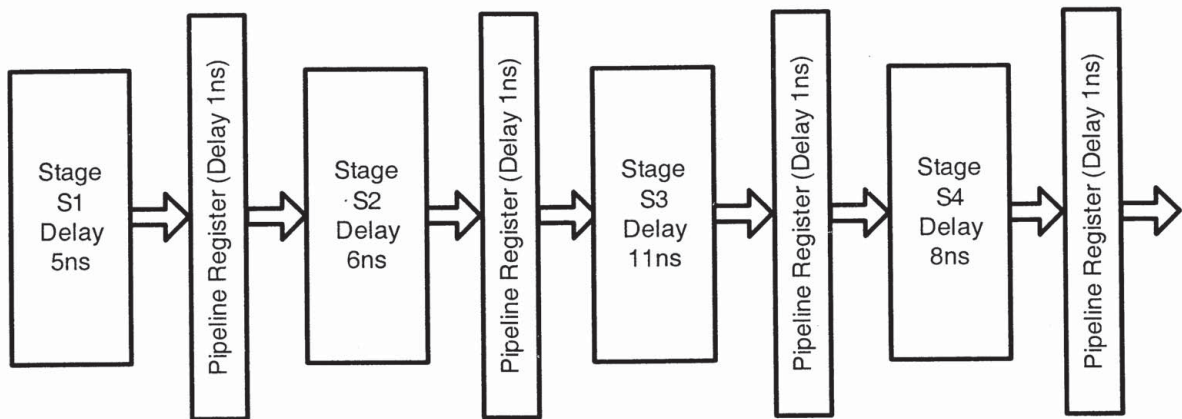 Stage
S1
Delay
5ns
Pipeline Register (Delay 1ns)
Stage
S2
Delay
6ns
Pipeline Register (Delay 1ns)
Stage
S3
Delay
11ns
Pipeline Register (Delay 1ns)
Stage
S4
Delay
8ns
Pipeline Register (Delay 1ns)